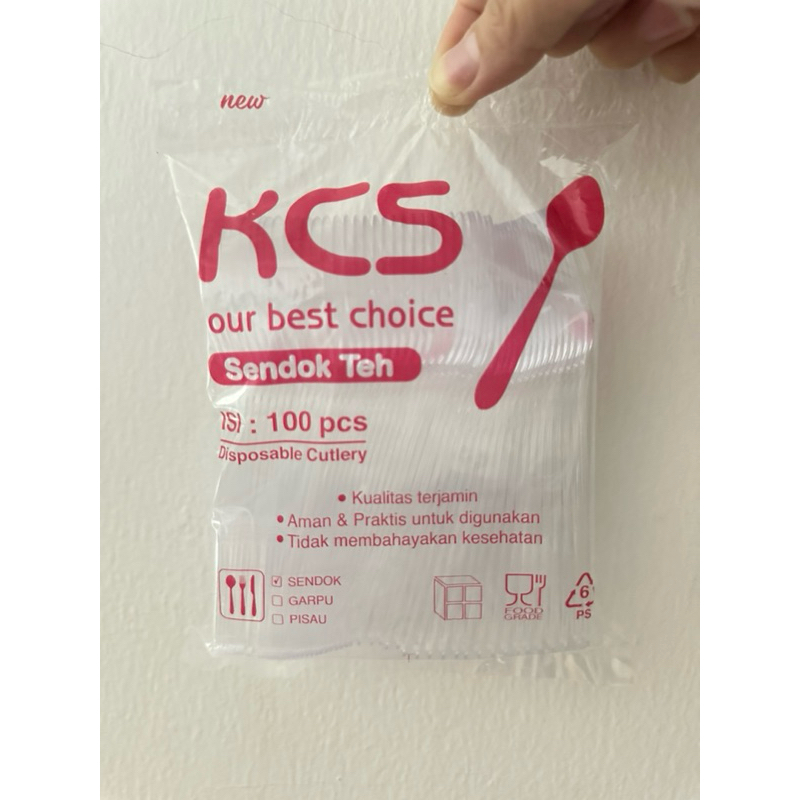 new
KCS
our best choice
Sendok Teh
ISI : 100 pcs
Disposable Cutlery
• Kualitas terjamin
• Aman & Praktis untuk digunakan
• Tidak membahayakan kesehatan
SENDOK
GARPU
PISAU
FOOD
GRADE
6
PS